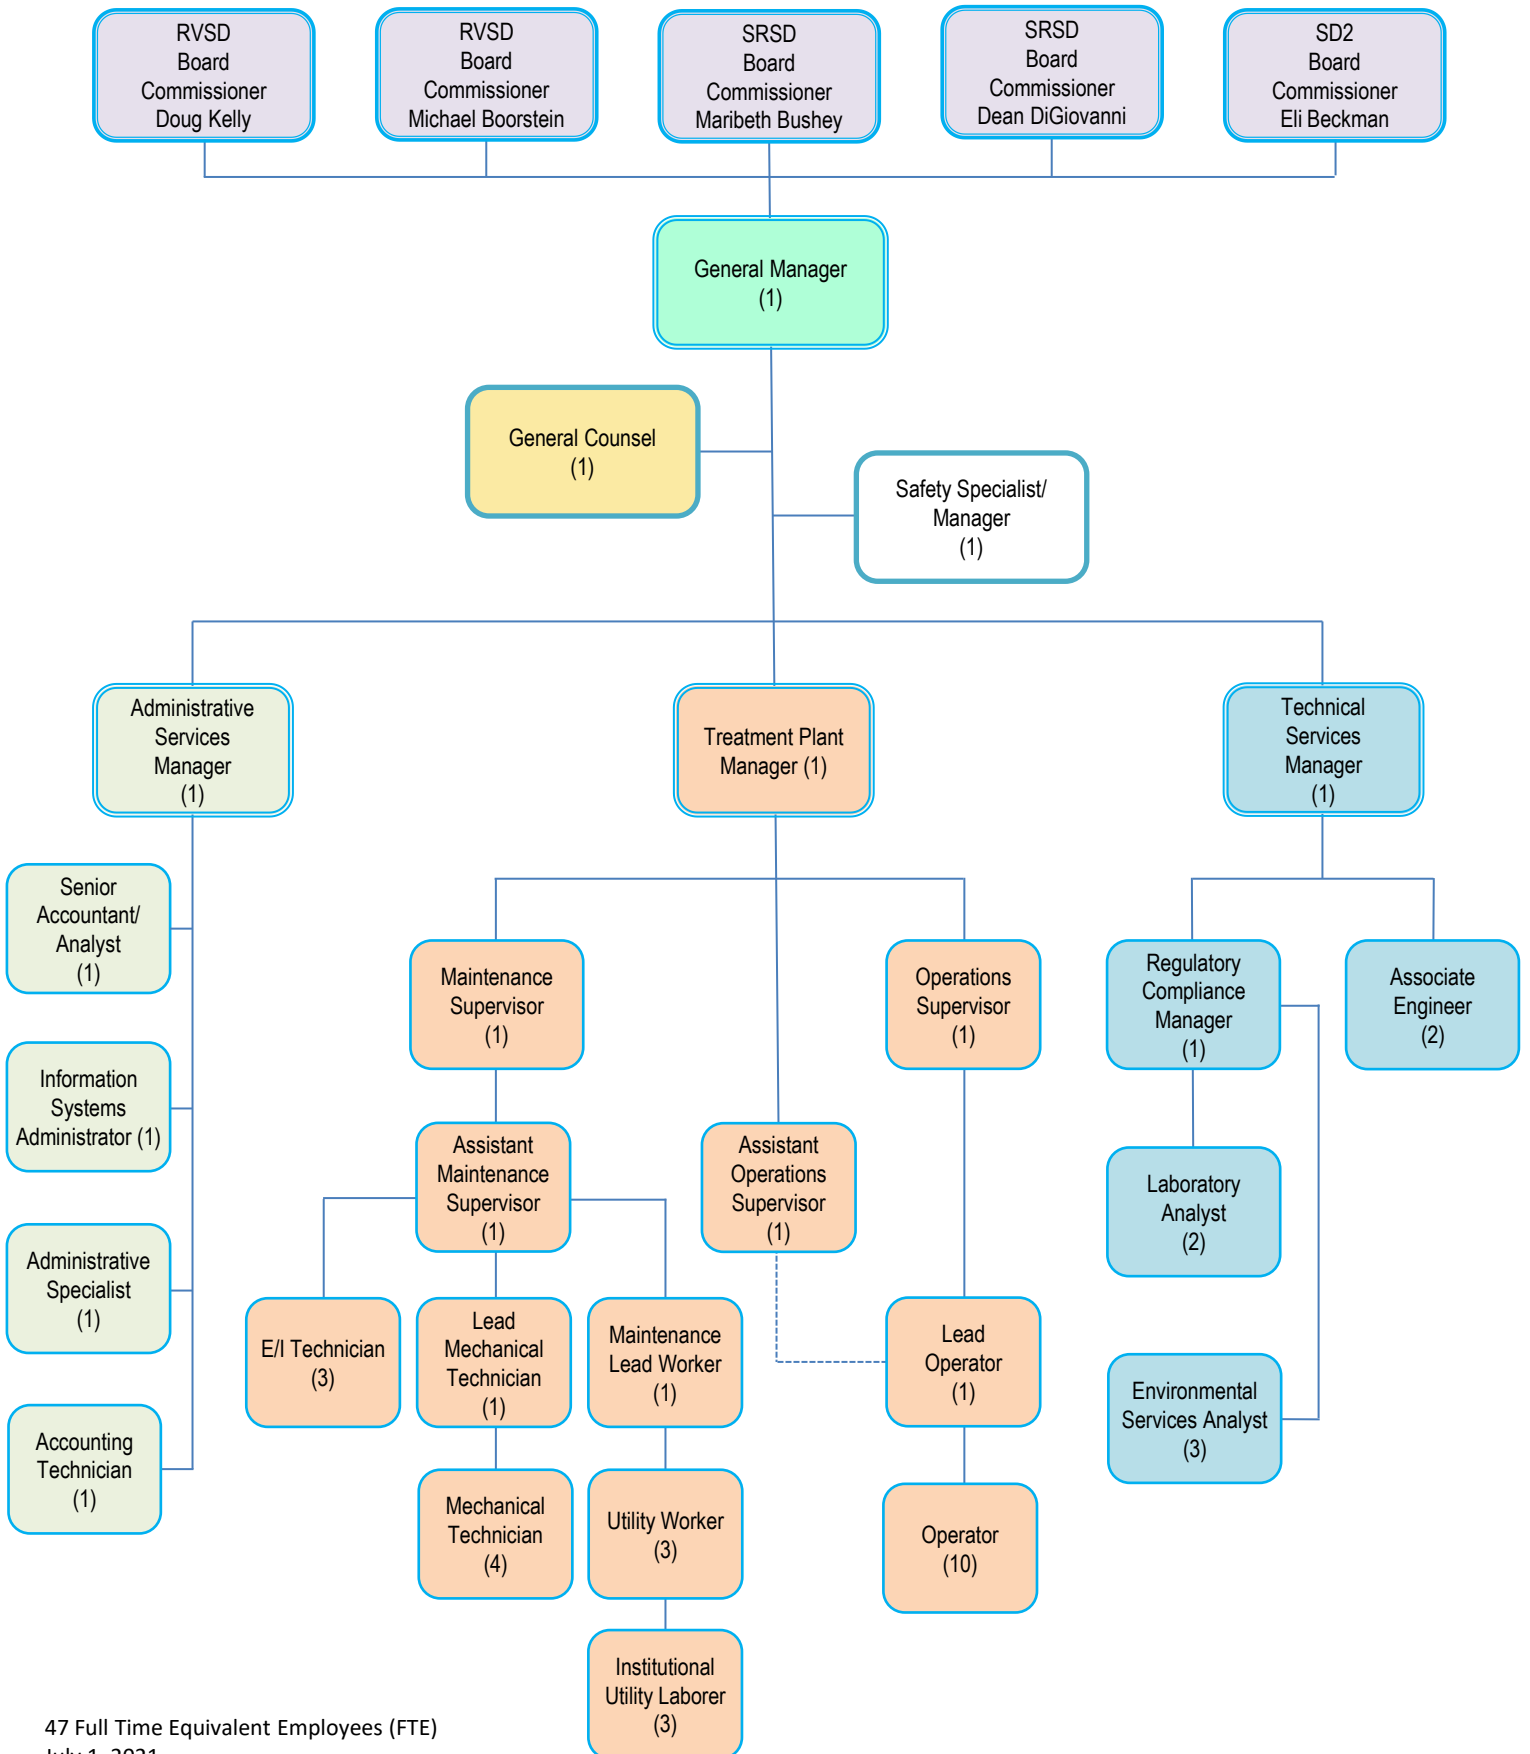 RVSD
Board
Commissioner
Doug Kelly
RVSD
Board
Commissioner
Michael Boorstein
SRSD
Board
Commissioner
Maribeth Bushey
SRSD
Board
Commissioner
Dean DiGiovanni
SD2
Board
Commissioner
Eli Beckman
General Manager
(1)
General Counsel
(1)
Safety Specialist/
Manager
(1)
Administrative
Services
Manager
(1)
Treatment Plant
Manager (1)
Technical
Services
Manager
(1)
Senior
Accountant/
Analyst
(1)
Information
Systems
Administrator (1)
Administrative
Specialist
(1)
Accounting
Technician
(1)
Maintenance
Supervisor
(1)
Operations
Supervisor
(1)
Assistant
Maintenance
Supervisor
(1)
Assistant
Operations
Supervisor
(1)
E/I Technician
(3)
Lead
Mechanical
Technician
(1)
Maintenance
Lead Worker
(1)
Lead
Operator
(1)
Mechanical
Technician
(4)
Utility Worker
(3)
Operator
(10)
Institutional
Utility Laborer
(3)
Regulatory
Compliance
Manager
(1)
Associate
Engineer
(2)
Laboratory
Analyst
(2)
Environmental
Services Analyst
(3)
47 Full Time Equivalent Employees (FTE)
July 1, 2021